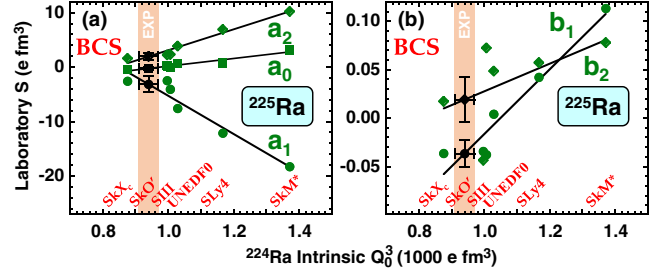 (a)
EXP
BCS
a₂
a₀
a₁
²²⁵Ra
10
0
-10
-20
Laboratory S (e fm³)
SkXc
SkO′
SIII
UNEDF0
SLy4
SkM*
0.8 1.0 1.2 1.4
(b)
EXP
BCS
b₁
b₂
²²⁵Ra
0.10
0.05
0.00
-0.05
SkXc
SkO′
SIII
UNEDF0
SLy4
SkM*
0.8 1.0 1.2 1.4
²²⁴Ra Intrinsic Q₀³ (1000 e fm³)